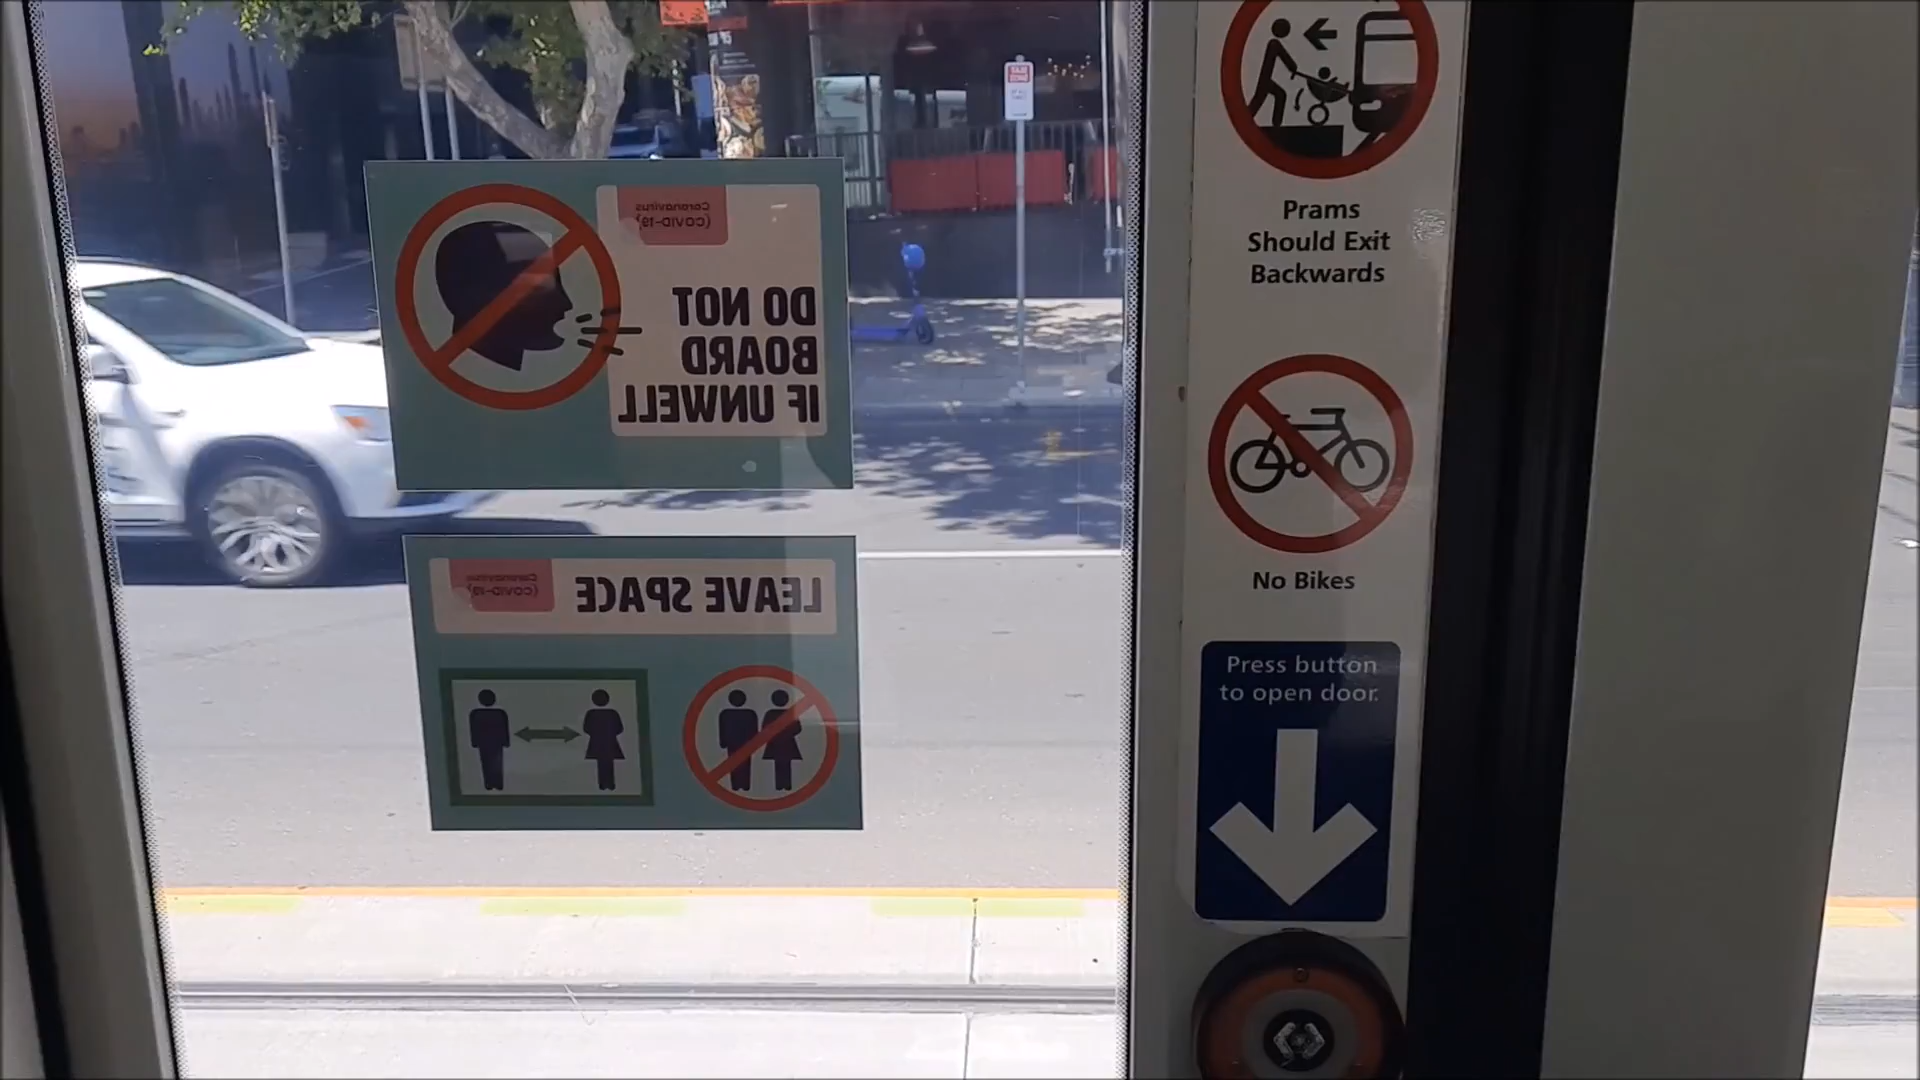 Coronavirus
(COVID-19)
DO NOT
BOARD
IF UNWELL
LEAVE SPACE
Coronavirus
(COVID-19)
Prams
Should Exit
Backwards
No Bikes
Press button
to open door.